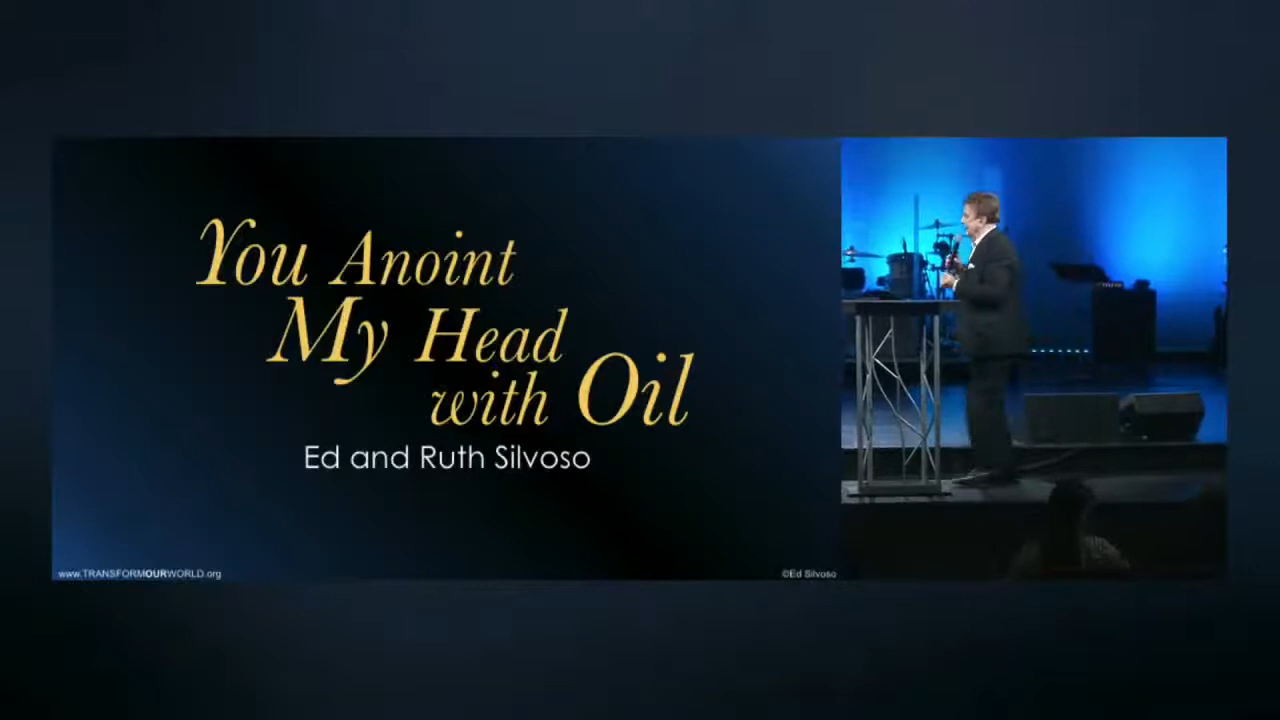 You Anoint
My Head
with Oil
Ed and Ruth Silvoso
www.TRANSFORMOURWORLD.org
©Ed Silvoso